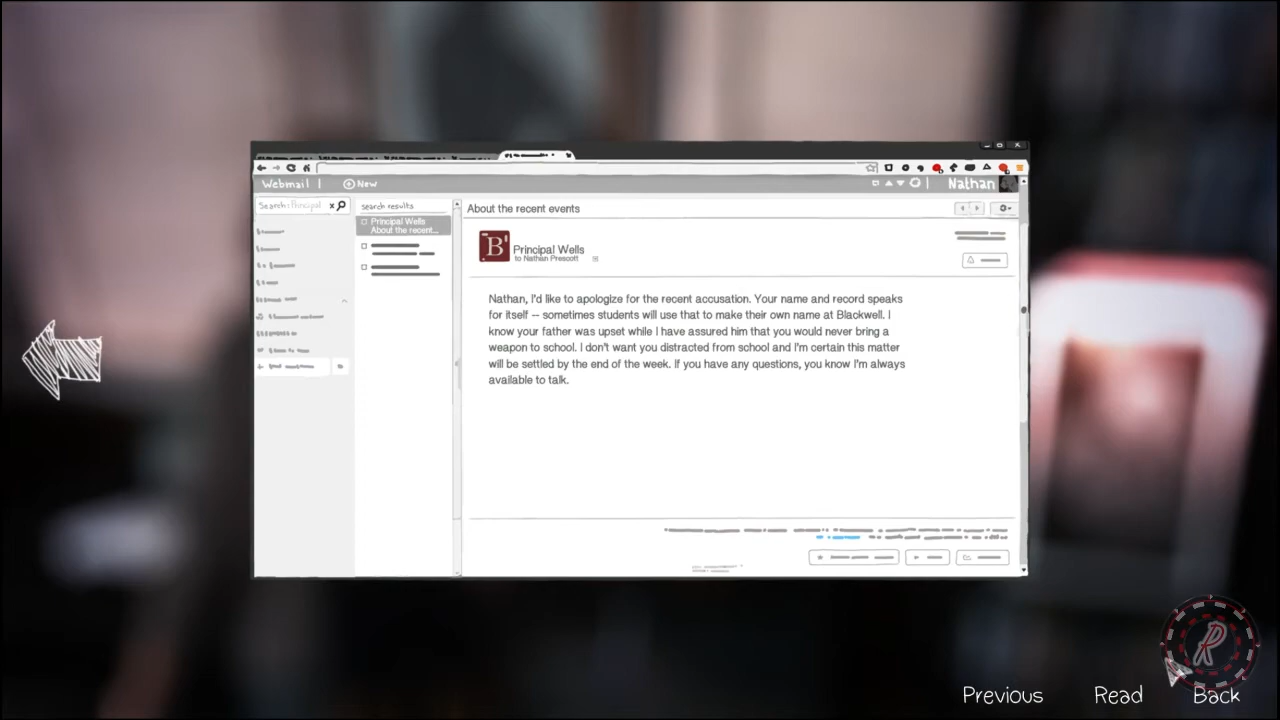 Webmail | New
Nathan
Search: Principal x
search results
Principal Wells
About the recent...
About the recent events
B
Principal Wells
to Nathan Prescott
Nathan, I'd like to apologize for the recent accusation. Your name and record speaks
for itself -- sometimes students will use that to make their own name at Blackwell. I
know your father was upset while I have assured him that you would never bring a
weapon to school. I don't want you distracted from school and I'm certain this matter
will be settled by the end of the week. If you have any questions, you know I'm always
available to talk.
R
Previous
Read
Back